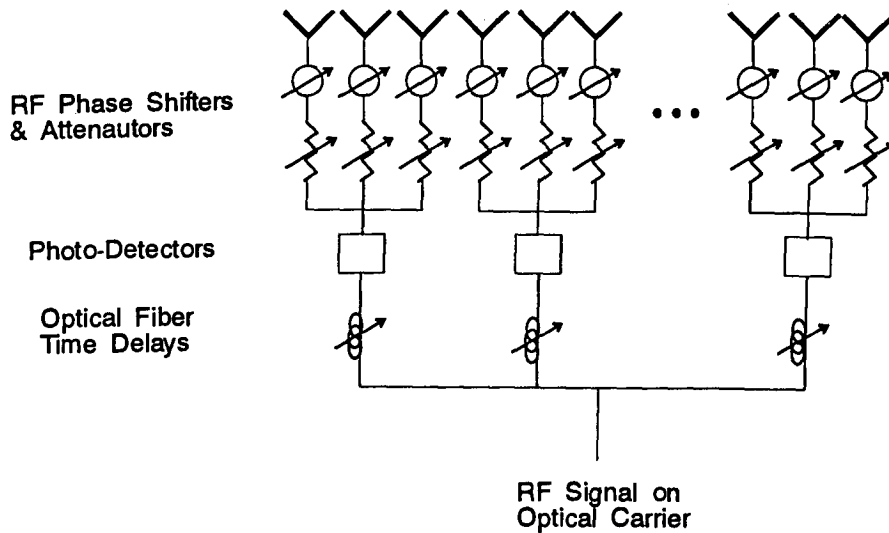 RF Phase Shifters
& Attenautors
Photo-Detectors
Optical Fiber
Time Delays
RF Signal on
Optical Carrier